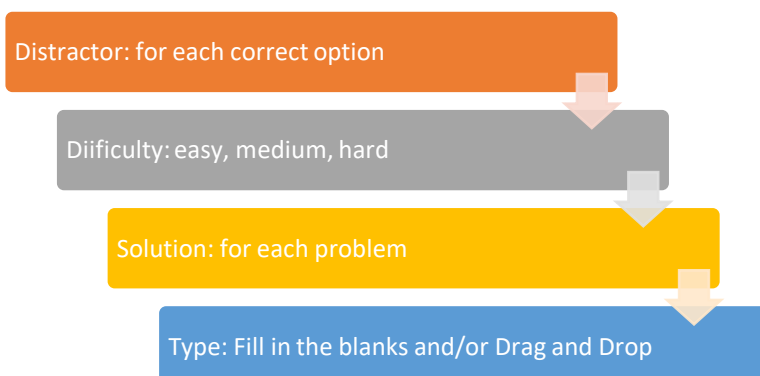 Distractor: for each correct option
Diificulty: easy, medium, hard
Solution: for each problem
Type: Fill in the blanks and/or Drag and Drop